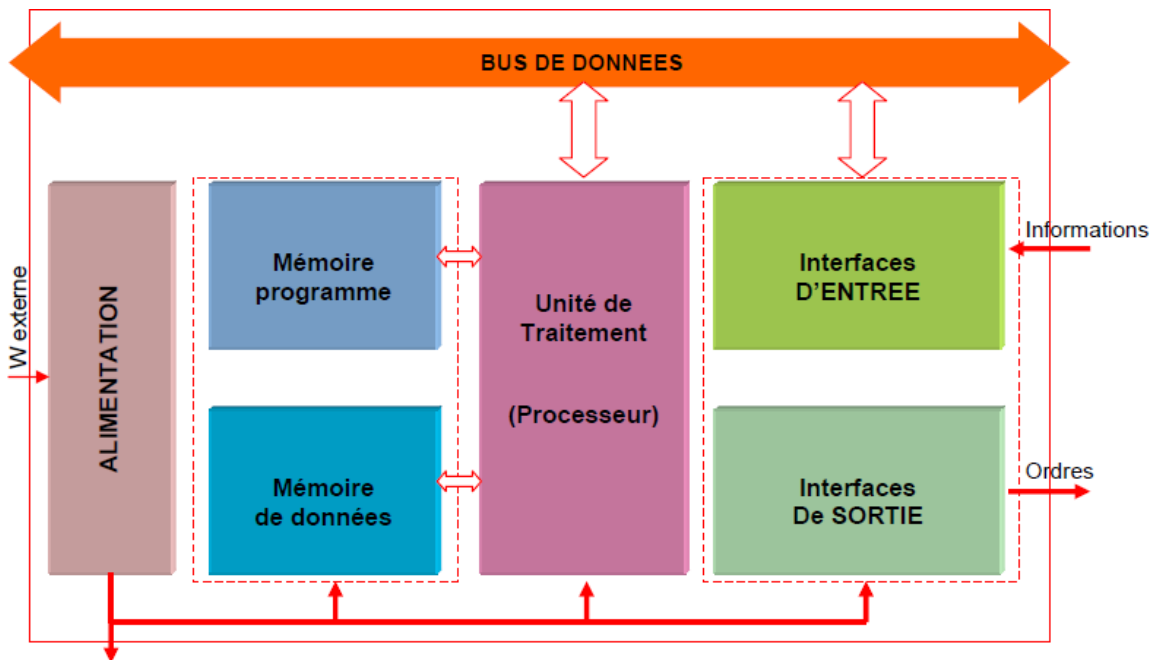 BUS DE DONNEES
W externe
ALIMENTATION
Mémoire
programme
Mémoire
de données
Unité de
Traitement
(Processeur)
Interfaces
D'ENTREE
Interfaces
De SORTIE
Informations
Ordres